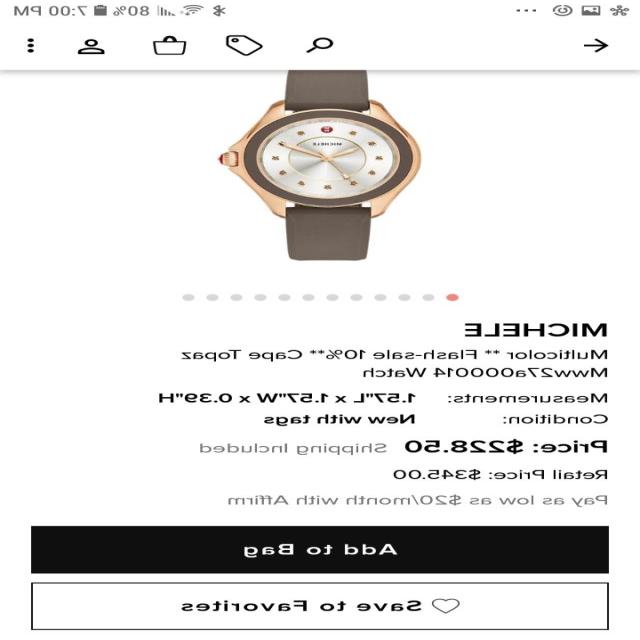 7:00 PM 80%
MICHELE
MICHELE
Multicolor ** Flash-sale 10%** Cape Topaz
Mww27a000014 Watch
Measurements: 1.57"L x 1.57"W x 0.39"H
Condition: New with tags
Price: $228.50 Shipping Included
Retail Price: $345.00
Pay as low as $20/month with Affirm
Add to Bag
Save to Favorites